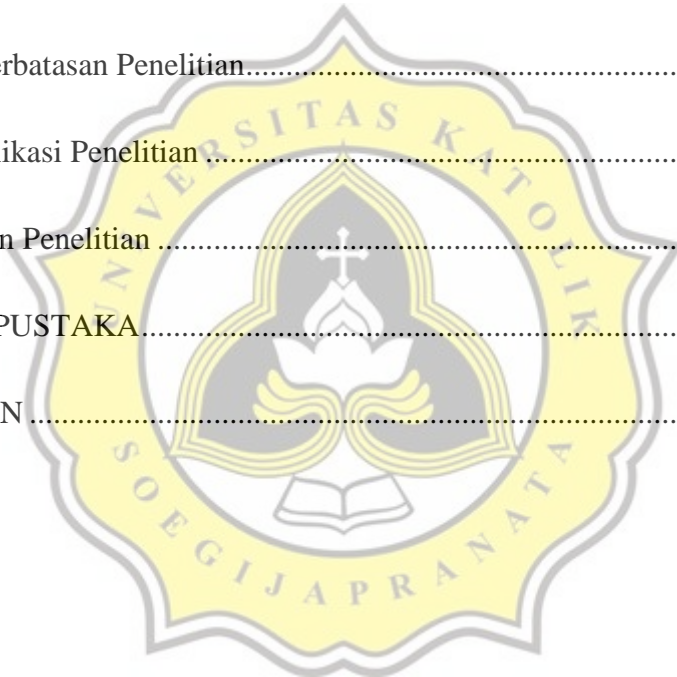 erbatasan Penelitian........................................................
ikasi Penelitian ..............................................................
n Penelitian ....................................................................
PUSTAKA......................................................................
N ....................................................................................
UNIVERSITAS KATOLIK
SOEGIJAPRANATA